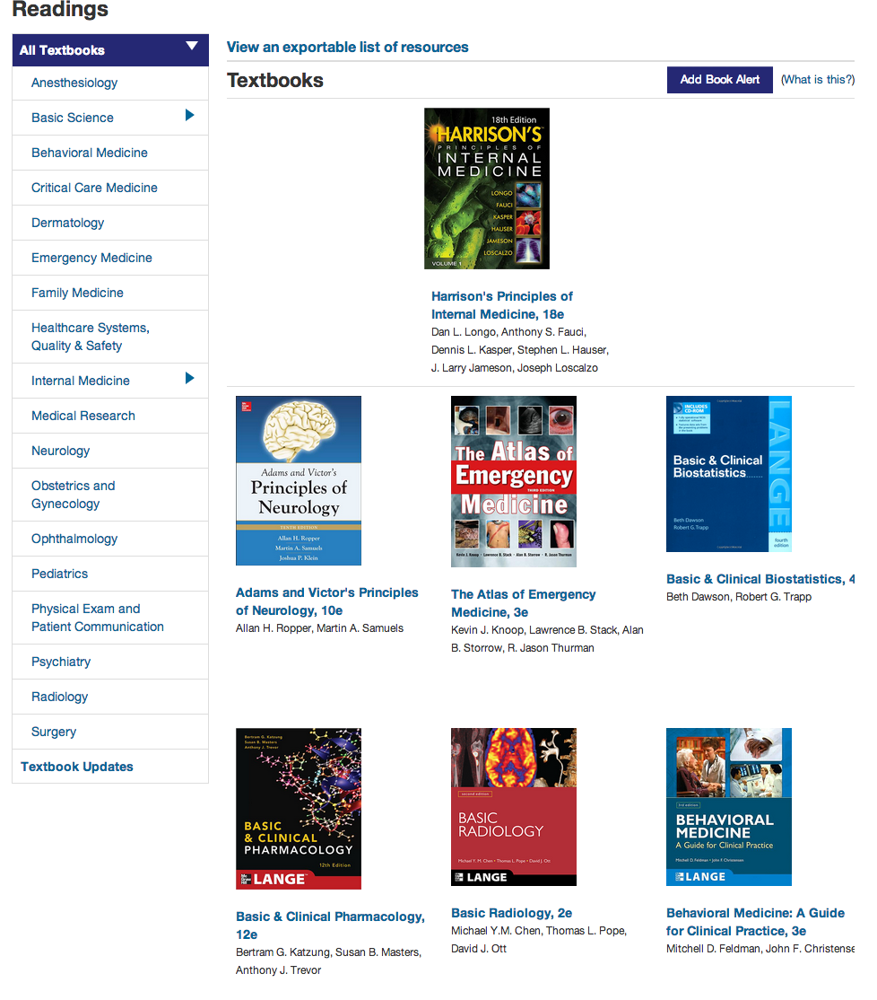 Readings
All Textbooks
Anesthesiology
Basic Science
Behavioral Medicine
Critical Care Medicine
Dermatology
Emergency Medicine
Family Medicine
Healthcare Systems,
Quality & Safety
Internal Medicine
Medical Research
Neurology
Obstetrics and
Gynecology
Ophthalmology
Pediatrics
Physical Exam and
Patient Communication
Psychiatry
Radiology
Surgery
Textbook Updates
View an exportable list of resources
Textbooks
Add Book Alert
(What is this?)
18th Edition
HARRISON'S
PRINCIPLES OF
INTERNAL
MEDICINE
LONGO
FAUCI
KASPER
HAUSER
JAMESON
LOSCALZO
VOLUME 1
Harrison's Principles of
Internal Medicine, 18e
Dan L. Longo, Anthony S. Fauci,
Dennis L. Kasper, Stephen L. Hauser,
J. Larry Jameson, Joseph Loscalzo
Adams and Victor's
Principles of
Neurology
TENTH EDITION
Allan H. Ropper
Martin A. Samuels
Joshua P. Klein
Adams and Victor's Principles
of Neurology, 10e
Allan H. Ropper, Martin A. Samuels
The Atlas of
Emergency
THIRD EDITION
Medicine
Kevin J. Knoop • Lawrence B. Stack • Alan B. Storrow • R. Jason Thurman
The Atlas of Emergency
Medicine, 3e
Kevin J. Knoop, Lawrence B. Stack, Alan
B. Storrow, R. Jason Thurman
INCLUDES
CD-ROM
LANGE
Basic & Clinical
Biostatistics
Beth Dawson
Robert G. Trapp
fourth
edition
Basic & Clinical Biostatistics, 4
Beth Dawson, Robert G. Trapp
Bertram G. Katzung
Susan B. Masters
Anthony J. Trevor
BASIC
& CLINICAL
PHARMACOLOGY
12th Edition
LANGE
Basic & Clinical Pharmacology,
12e
Bertram G. Katzung, Susan B. Masters,
Anthony J. Trevor
second edition
BASIC
RADIOLOGY
Michael Y. M. Chen • Thomas L. Pope • David J. Ott
LANGE
Basic Radiology, 2e
Michael Y.M. Chen, Thomas L. Pope,
David J. Ott
3rd edition
BEHAVIORAL
MEDICINE
A Guide for Clinical Practice
Mitchell D. Feldman • John F. Christensen
LANGE
Behavioral Medicine: A Guide
for Clinical Practice, 3e
Mitchell D. Feldman, John F. Christense